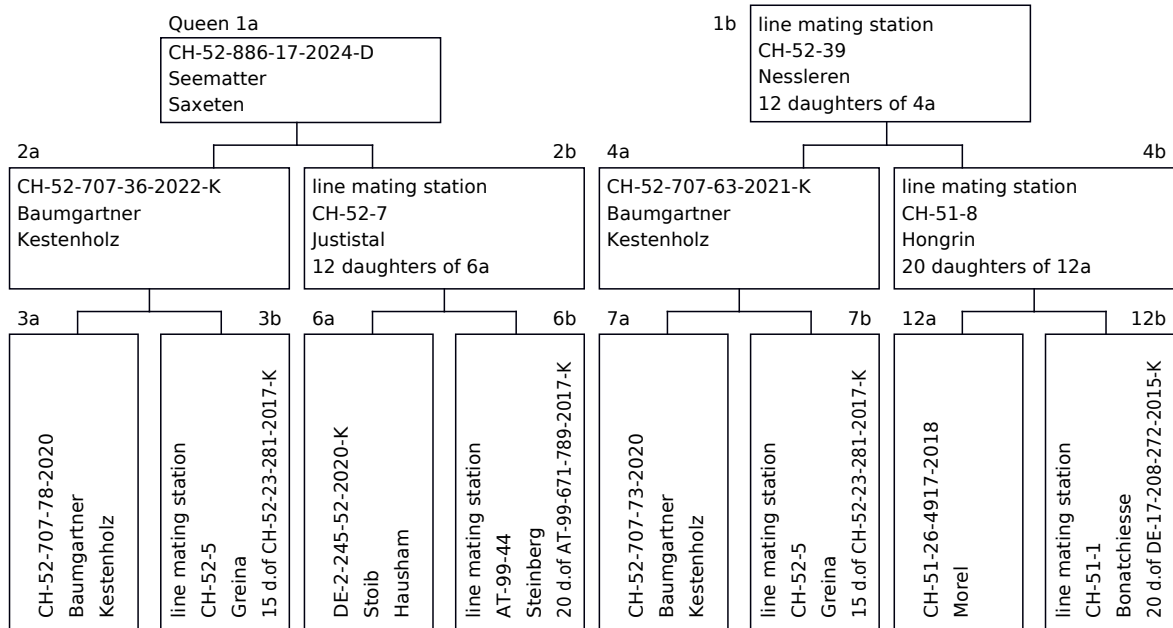 Queen 1a
CH-52-886-17-2024-D
Seematter
Saxeten
1b
line mating station
CH-52-39
Nessleren
12 daughters of 4a
2a
CH-52-707-36-2022-K
Baumgartner
Kestenholz
2b
line mating station
CH-52-7
Justistal
12 daughters of 6a
4a
CH-52-707-63-2021-K
Baumgartner
Kestenholz
4b
line mating station
CH-51-8
Hongrin
20 daughters of 12a
3a
CH-52-707-78-2020
Baumgartner
Kestenholz
3b
line mating station
CH-52-5
Greina
15 d.of CH-52-23-281-2017-K
6a
DE-2-245-52-2020-K
Stoib
Hausham
6b
line mating station
AT-99-44
Steinberg
20 d.of AT-99-671-789-2017-K
7a
CH-52-707-73-2020
Baumgartner
Kestenholz
7b
line mating station
CH-52-5
Greina
15 d.of CH-52-23-281-2017-K
12a
CH-51-26-4917-2018
Morel
12b
line mating station
CH-51-1
Bonatchiesse
20 d.of DE-17-208-272-2015-K